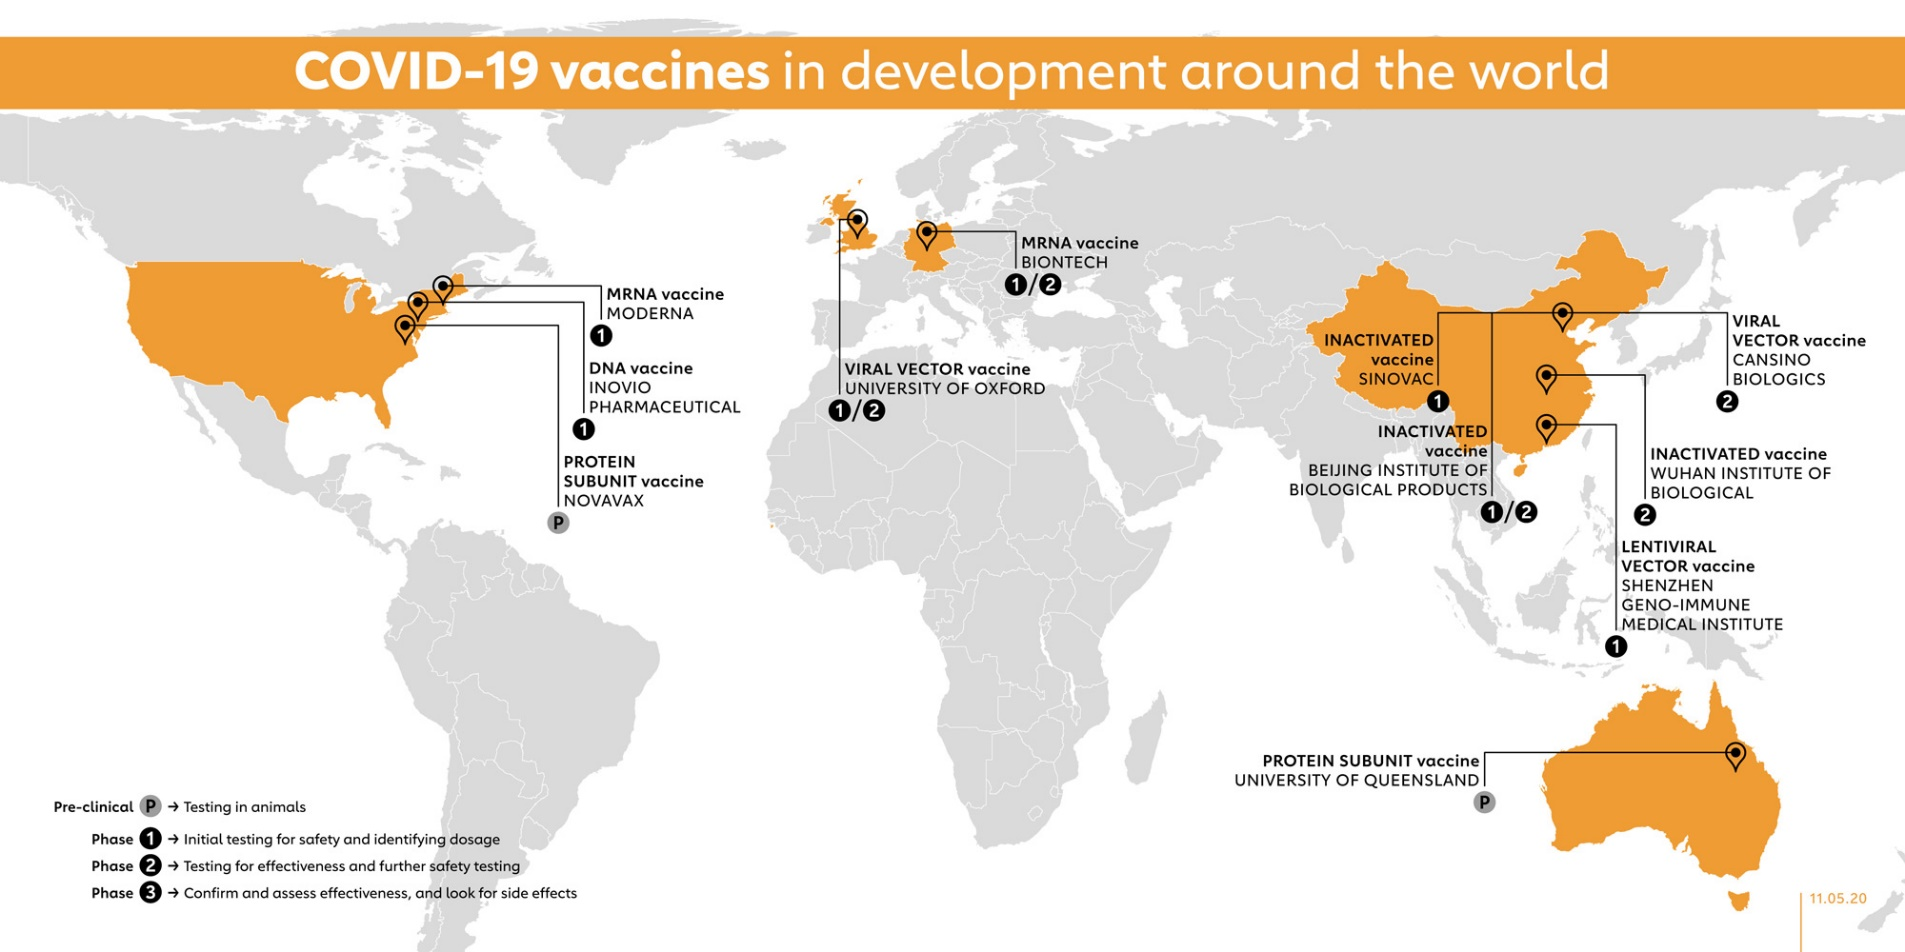 COVID-19 vaccines in development around the world
MRNA vaccine
MODERNA
1
DNA vaccine
INOVIO
PHARMACEUTICAL
1
PROTEIN
SUBUNIT vaccine
NOVAVAX
P
VIRAL VECTOR vaccine
UNIVERSITY OF OXFORD
1/2
MRNA vaccine
BIONTECH
1/2
INACTIVATED
vaccine
SINOVAC
1
INACTIVATED
vaccine
BEIJING INSTITUTE OF
BIOLOGICAL PRODUCTS
1/2
VIRAL
VECTOR vaccine
CANSINO
BIOLOGICS
2
INACTIVATED vaccine
WUHAN INSTITUTE OF
BIOLOGICAL
2
LENTIVIRAL
VECTOR vaccine
SHENZHEN
GENO-IMMUNE
MEDICAL INSTITUTE
1
PROTEIN SUBUNIT vaccine
UNIVERSITY OF QUEENSLAND
P
Pre-clinical P → Testing in animals
Phase 1 → Initial testing for safety and identifying dosage
Phase 2 → Testing for effectiveness and further safety testing
Phase 3 → Confirm and assess effectiveness, and look for side effects
11.05.20